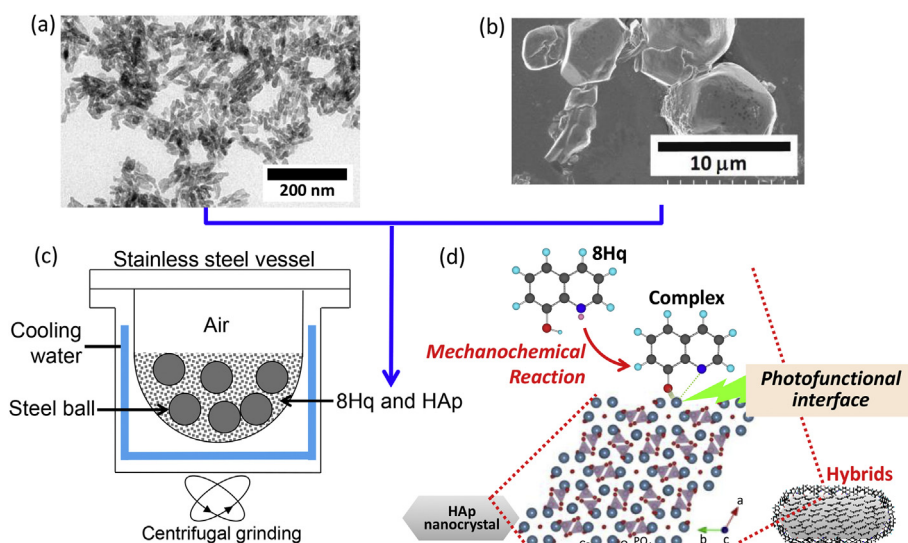 (a)
200 nm
(b)
10 µm
(c)
Stainless steel vessel
Air
Cooling
water
Steel ball
8Hq and HAp
Centrifugal grinding
(d)
8Hq
Complex
Mechanochemical
Reaction
Photofunctional
interface
Hybrids
HAp
nanocrystal
PO
a
b
c